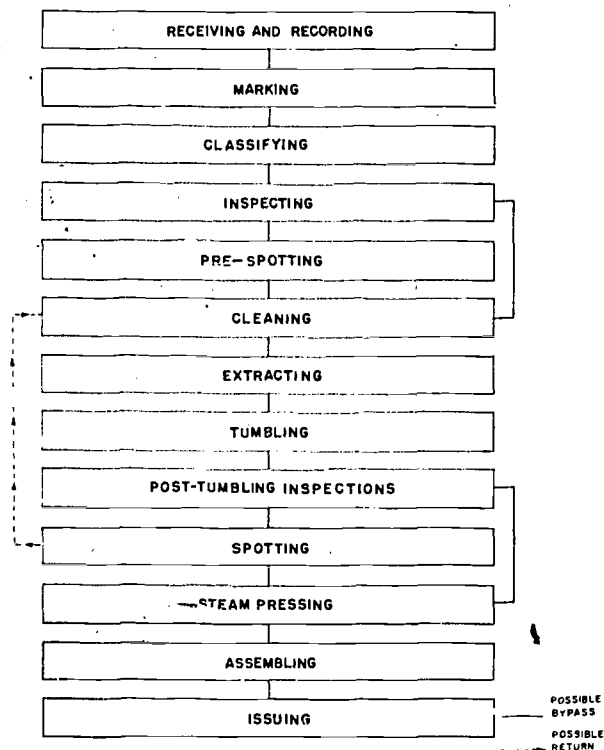 RECEIVING AND RECORDING
MARKING
CLASSIFYING
INSPECTING
PRE-SPOTTING
CLEANING
EXTRACTING
TUMBLING
POST-TUMBLING INSPECTIONS
SPOTTING
STEAM PRESSING
ASSEMBLING
ISSUING
POSSIBLE
BYPASS
POSSIBLE
RETURN